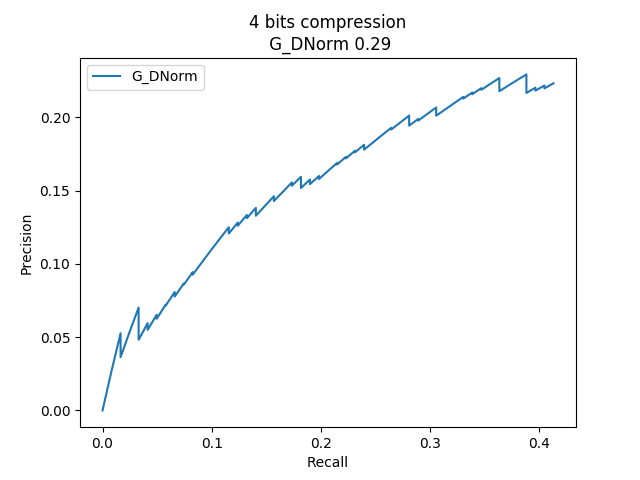 4 bits compression
G_DNorm 0.29
G_DNorm
0.20
0.15
0.10
0.05
0.00
Precision
0.0 0.1 0.2 0.3 0.4
Recall